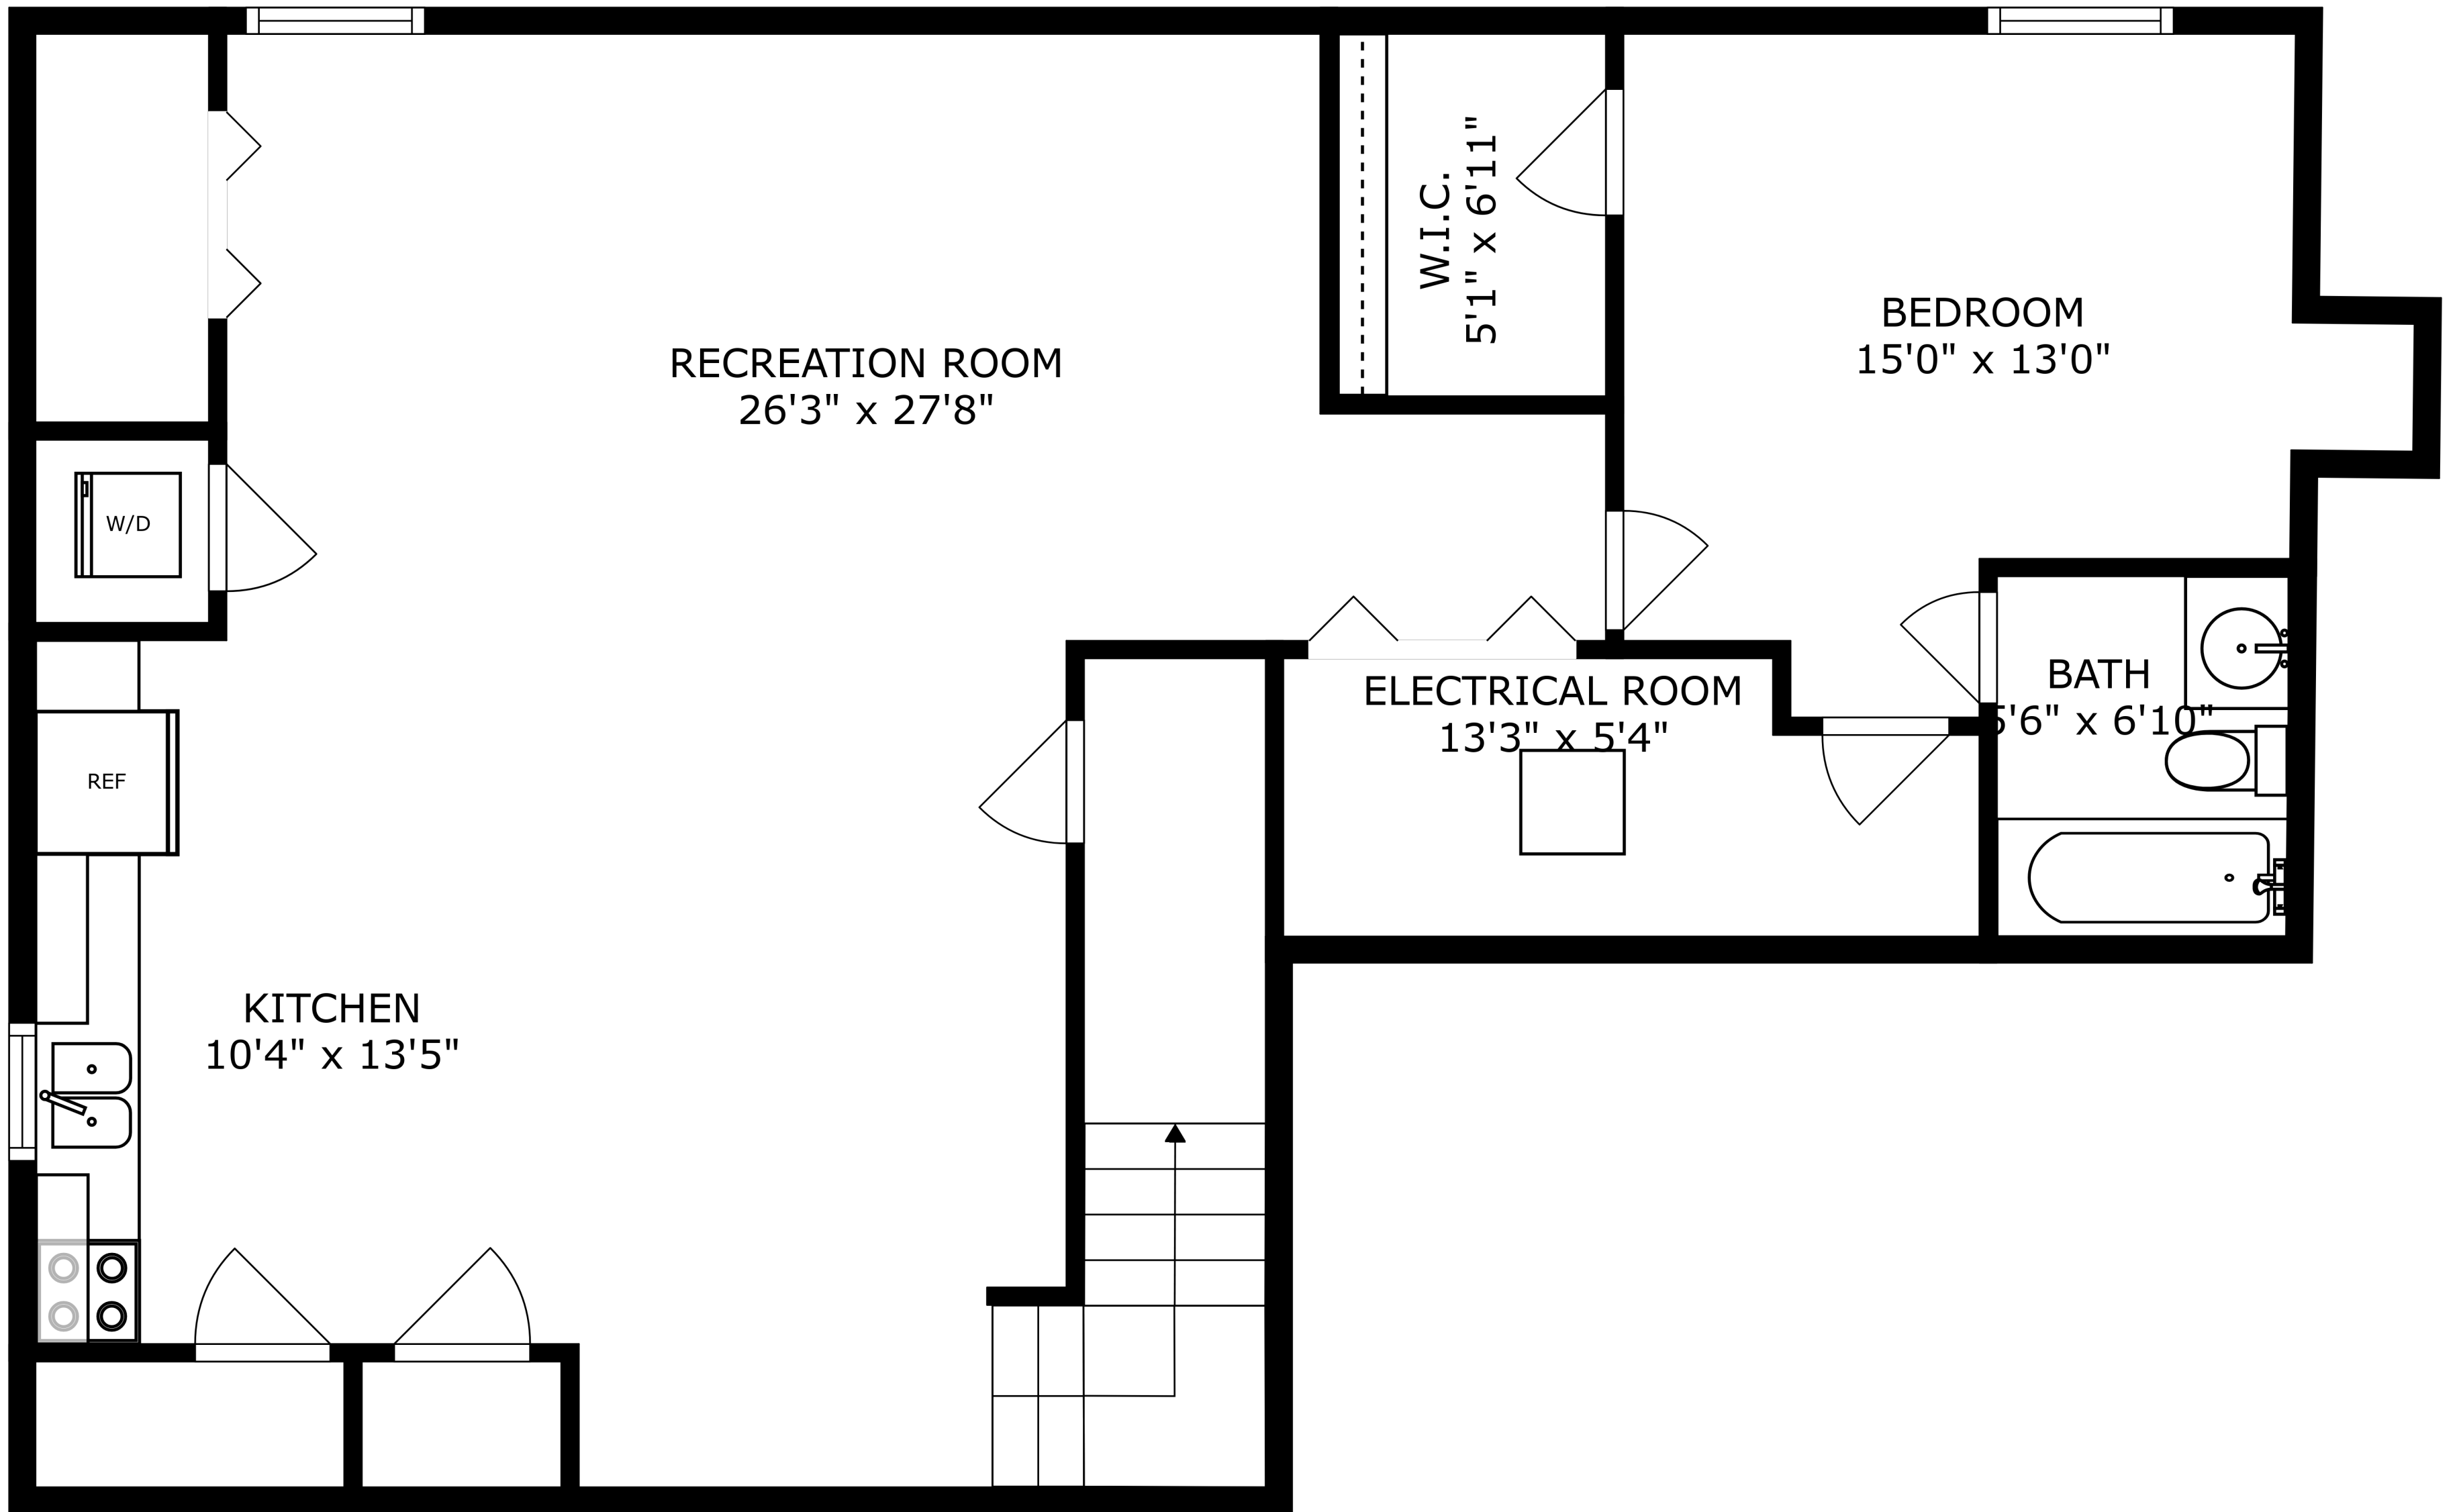 W.I.C.
5'1" x 6'11"
BEDROOM
15'0" x 13'0"
RECREATION ROOM
26'3" x 27'8"
W/D
ELECTRICAL ROOM
13'3" x 5'4"
BATH
5'6" x 6'10"
REF
KITCHEN
10'4" x 13'5"